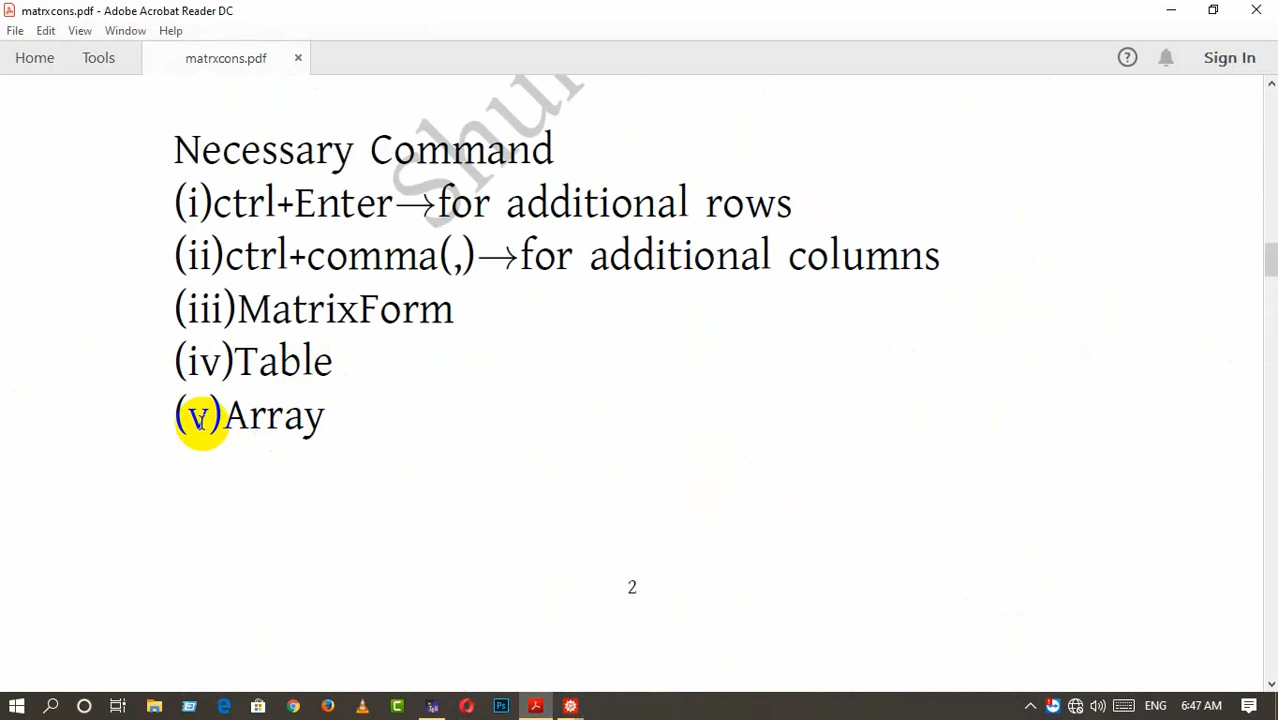 matrxcons.pdf - Adobe Acrobat Reader DC
File Edit View Window Help
Home Tools matrxcons.pdf × ? Sign In
Shur
Necessary Command
(i)ctrl+Enter→for additional rows
(ii)ctrl+comma(,)→for additional columns
(iii)MatrixForm
(iv)Table
(v)Array
2
ENG 6:47 AM